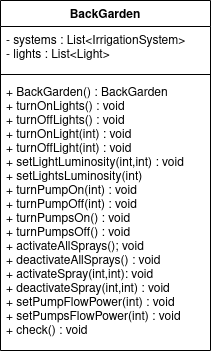 BackGarden
- systems : List<IrrigationSystem>
- lights : List<Light>
+ BackGarden() : BackGarden
+ turnOnLights() : void
+ turnOffLights() : void
+ turnOnLight(int) : void
+ turnOffLight(int) : void
+ setLightLuminosity(int,int) : void
+ setLightsLuminosity(int)
+ turnPumpOn(int) : void
+ turnPumpOff(int) : void
+ turnPumpsOn() : void
+ turnPumpsOff() : void
+ activateAllSprays(); void
+ deactivateAllSprays() : void
+ activateSpray(int,int): void
+ deactivateSpray(int,int) : void
+ setPumpFlowPower(int) : void
+ setPumpsFlowPower(int) : void
+ check() : void